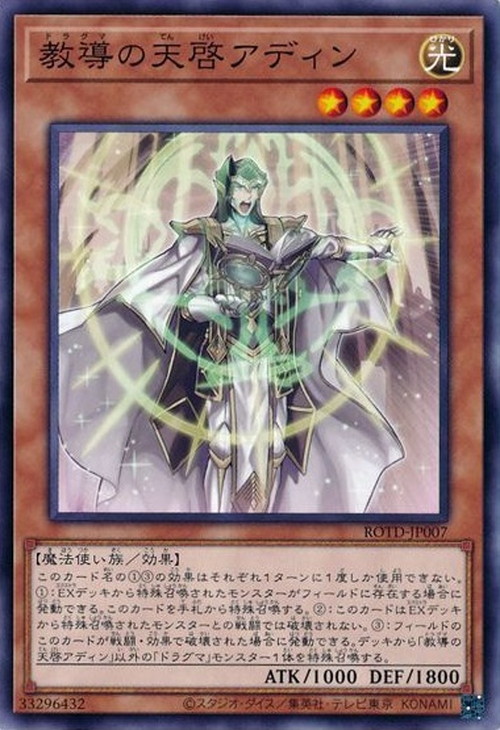 教導の天啓アディン
光
ROTD-JP007
【魔法使い族／効果】
このカード名の①③の効果はそれぞれ１ターンに１度しか使用できない。
①：EXデッキから特殊召喚されたモンスターがフィールドに存在する場合に
発動できる。このカードを手札から特殊召喚する。②：このカードはEXデッキ
から特殊召喚されたモンスターとの戦闘では破壊されない。③：フィールドの
このカードが戦闘・効果で破壊された場合に発動できる。デッキから「教導の
天啓アディン」以外の「ドラグマ」モンスター１体を特殊召喚する。
ATK/1000 DEF/1800
33296432
©スタジオ・ダイス／集英社・テレビ東京 KONAMI